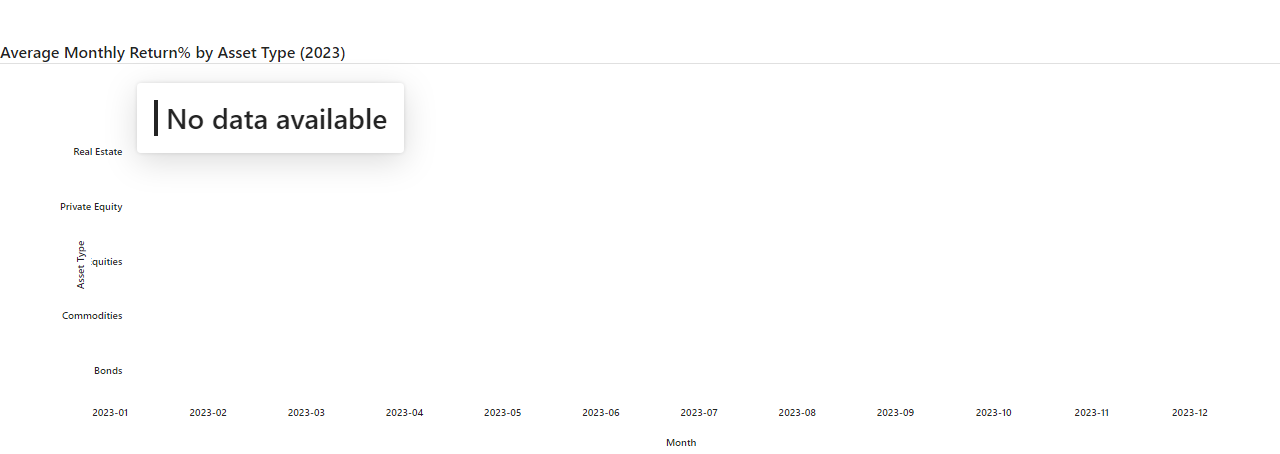 Average Monthly Return% by Asset Type (2023)
No data available
Real Estate
Private Equity
Asset Type
quities
Commodities
Bonds
2023-01 2023-02 2023-03 2023-04 2023-05 2023-06 2023-07 2023-08 2023-09 2023-10 2023-11 2023-12
Month